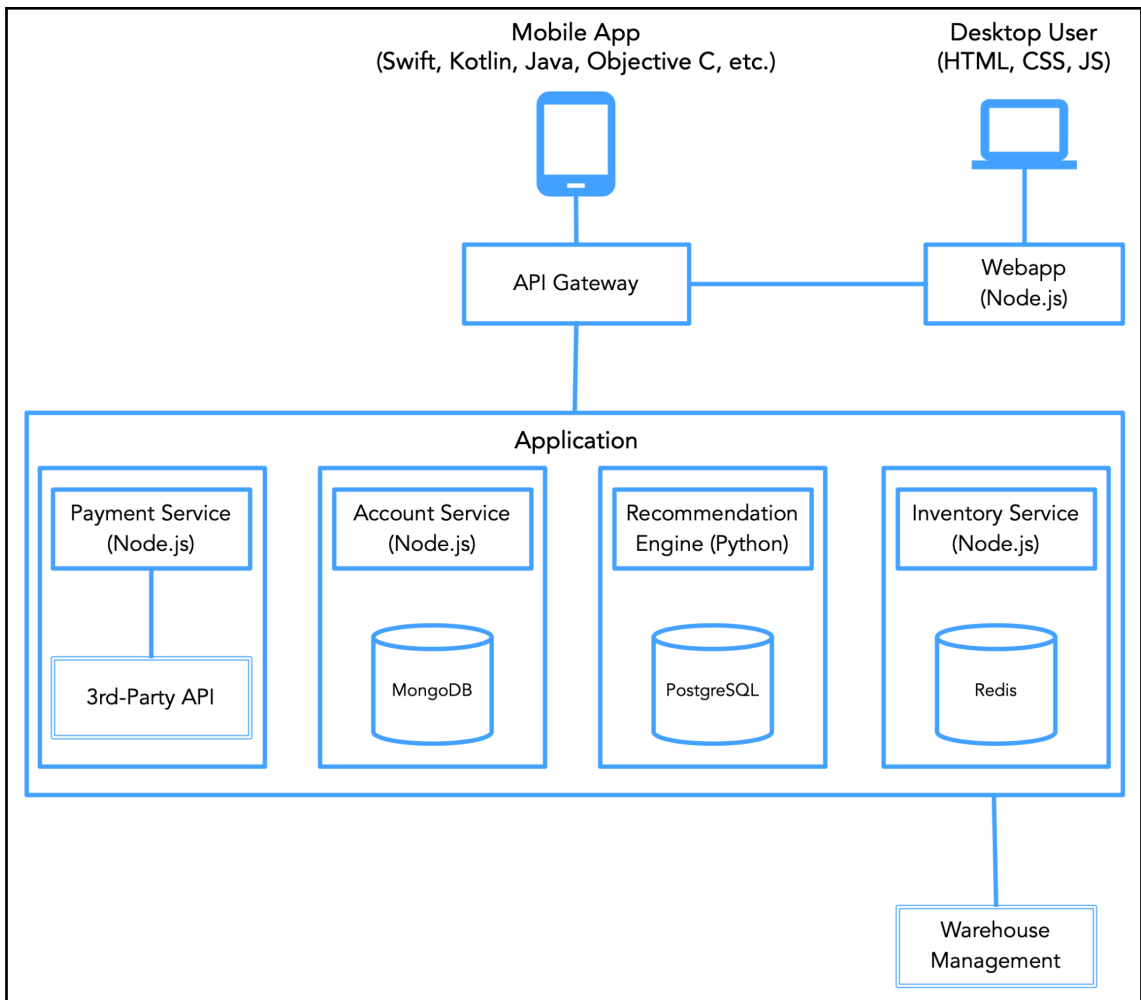 Mobile App
(Swift, Kotlin, Java, Objective C, etc.)
Desktop User
(HTML, CSS, JS)
API Gateway
Webapp
(Node.js)
Application
Payment Service
(Node.js)
Account Service
(Node.js)
Recommendation
Engine (Python)
Inventory Service
(Node.js)
3rd-Party API
MongoDB
PostgreSQL
Redis
Warehouse
Management